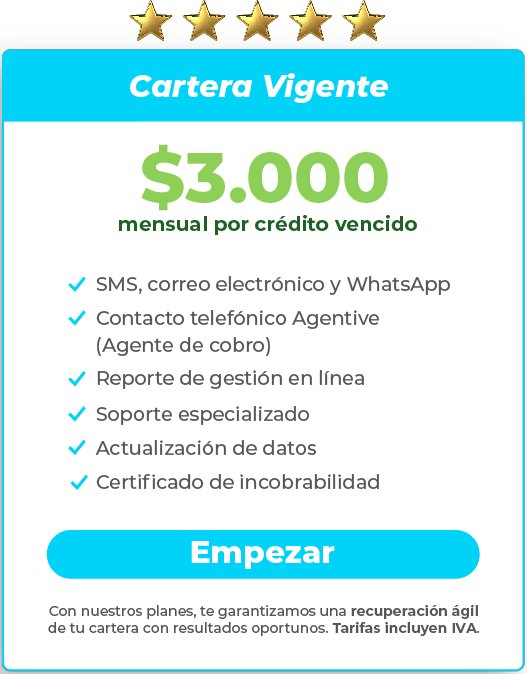 Cartera Vigente
$3.000
mensual por crédito vencido
SMS, correo electrónico y WhatsApp
Contacto telefónico Agentive
(Agente de cobro)
Reporte de gestión en línea
Soporte especializado
Actualización de datos
Certificado de incobrabilidad
Empezar
Con nuestros planes, te garantizamos una recuperación ágil
de tu cartera con resultados oportunos. Tarifas incluyen IVA.